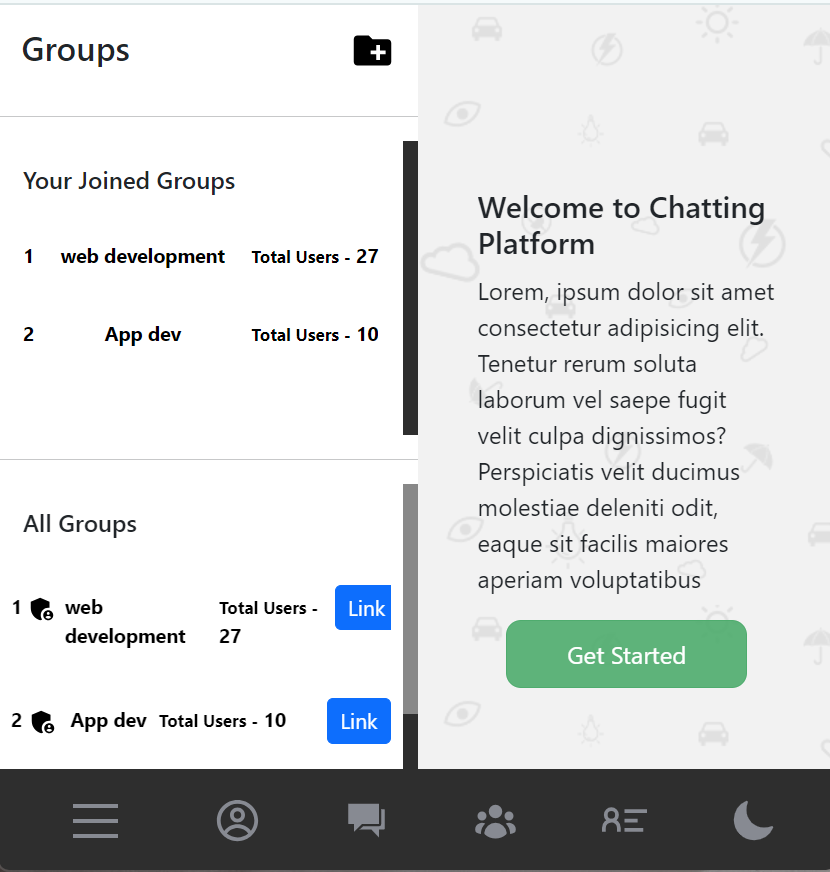 Groups
Your Joined Groups
1 web development Total Users - 27
2 App dev Total Users - 10
All Groups
1 web Total Users - Link
development 27
2 App dev Total Users - 10 Link
Welcome to Chatting
Platform
Lorem, ipsum dolor sit amet
consectetur adipisicing elit.
Tenetur rerum soluta
laborum vel saepe fugit
velit culpa dignissimos?
Perspiciatis velit ducimus
molestiae deleniti odit,
eaque sit facilis maiores
aperiam voluptatibus
Get Started